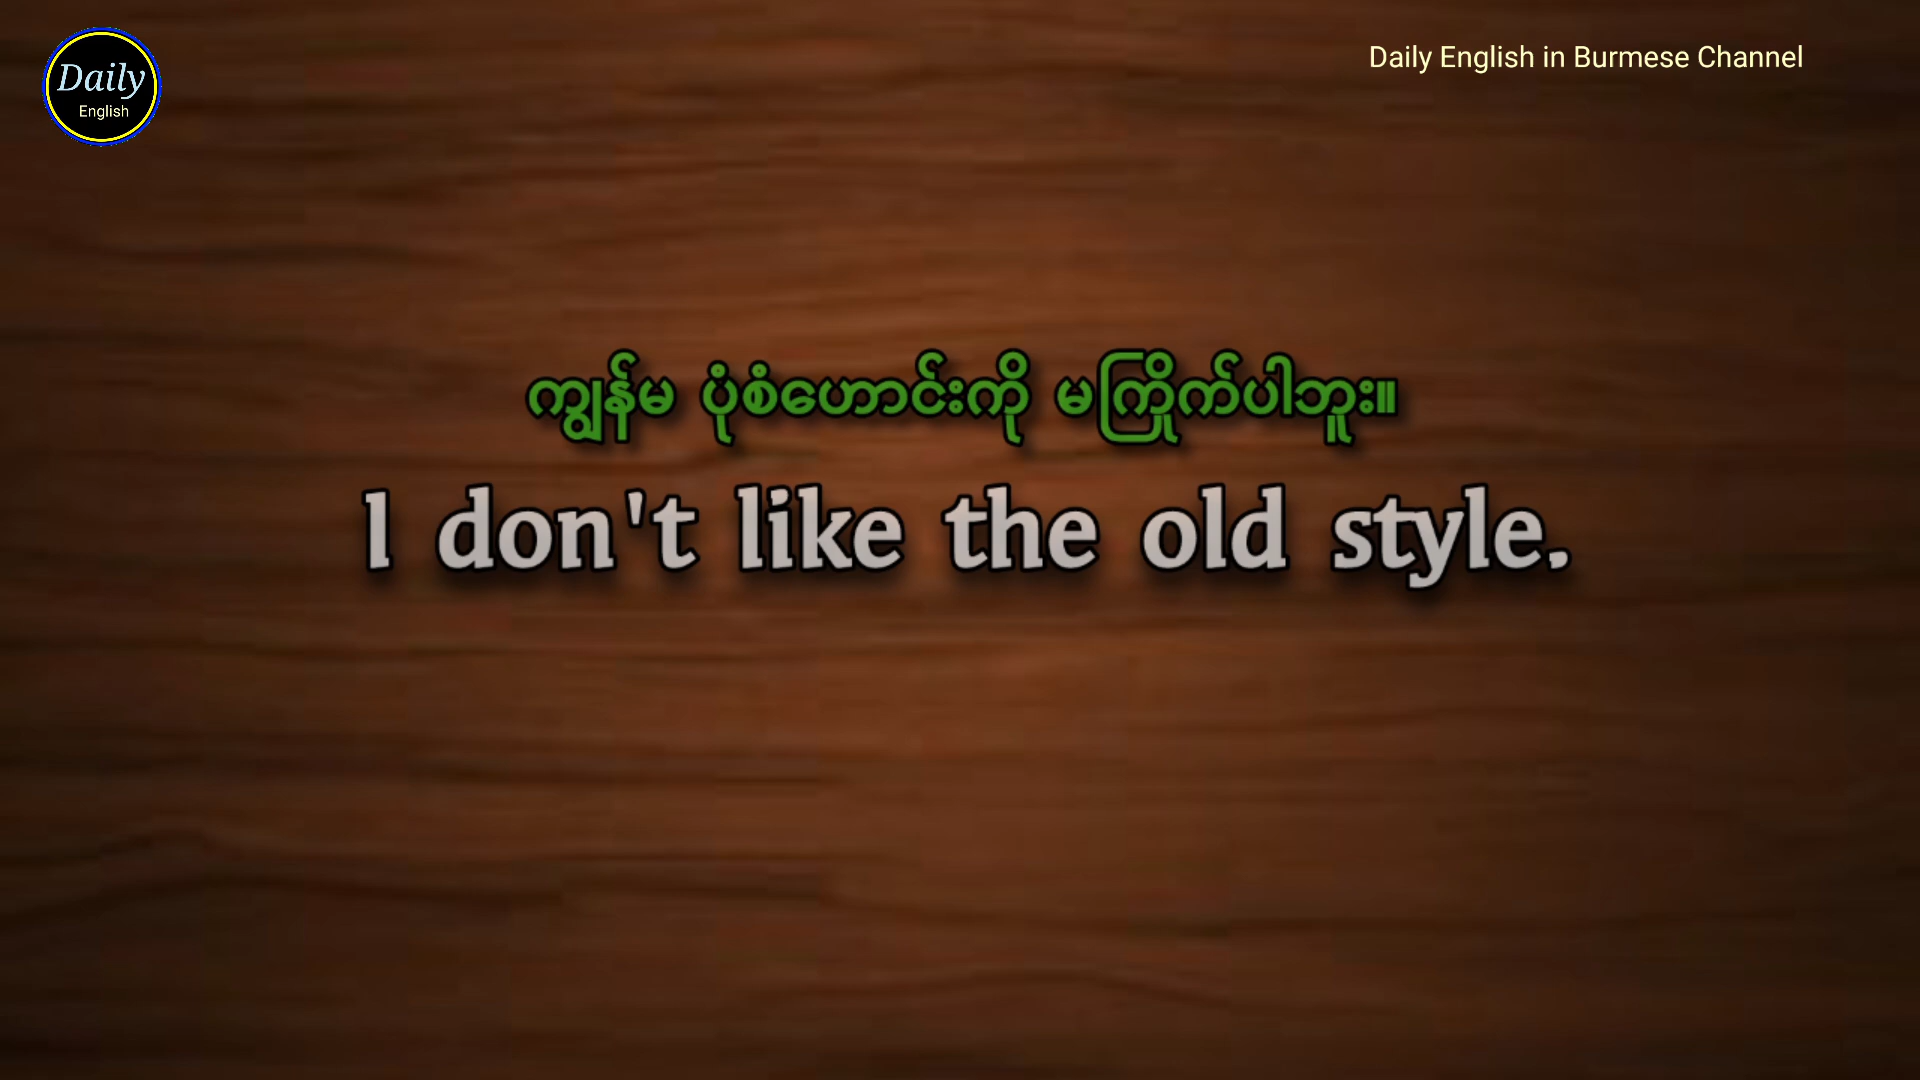 Daily
English
Daily English in Burmese Channel
ကျွန်မ ပုံစံဟောင်းကို မကြိုက်ပါဘူး။
I don't like the old style.